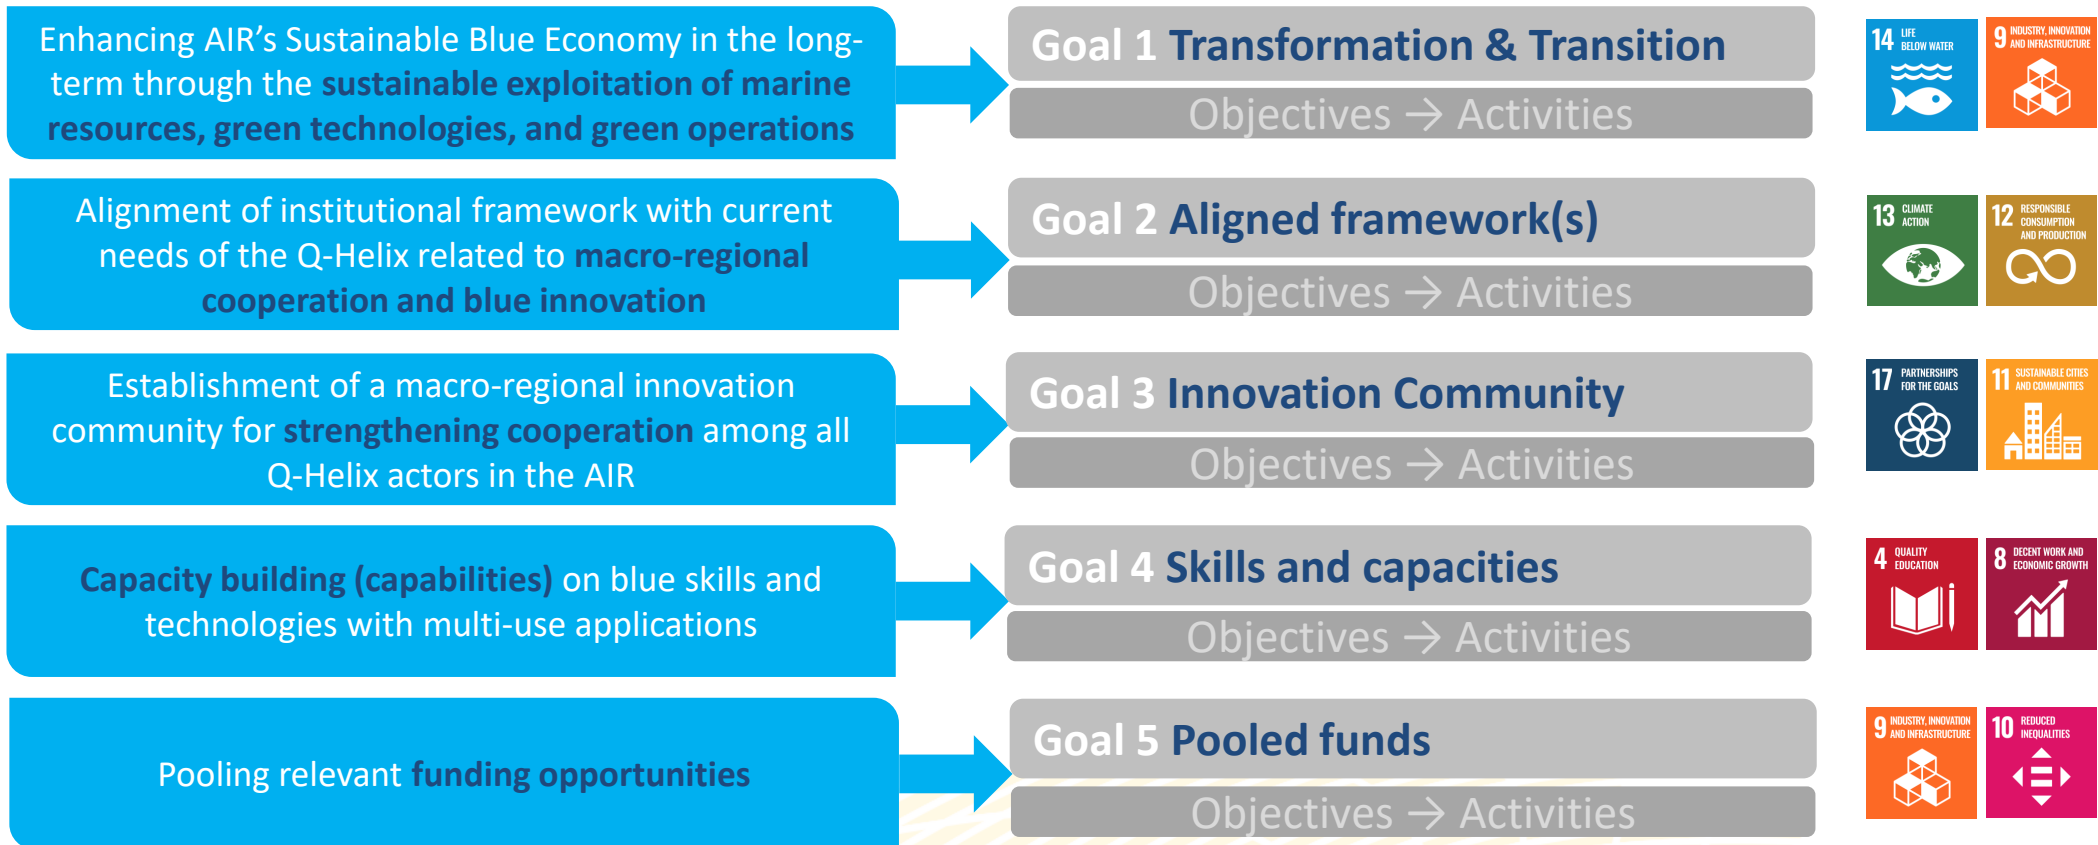 Enhancing AIR's Sustainable Blue Economy in the long-
term through the sustainable exploitation of marine
resources, green technologies, and green operations
Goal 1 Transformation & Transition
Objectives → Activities
14 LIFE
BELOW WATER
9 INDUSTRY, INNOVATION
AND INFRASTRUCTURE
Alignment of institutional framework with current
needs of the Q-Helix related to macro-regional
cooperation and blue innovation
Goal 2 Aligned framework(s)
Objectives → Activities
13 CLIMATE
ACTION
12 RESPONSIBLE
CONSUMPTION
AND PRODUCTION
Establishment of a macro-regional innovation
community for strengthening cooperation among all
Q-Helix actors in the AIR
Goal 3 Innovation Community
Objectives → Activities
17 PARTNERSHIPS
FOR THE GOALS
11 SUSTAINABLE CITIES
AND COMMUNITIES
Capacity building (capabilities) on blue skills and
technologies with multi-use applications
Goal 4 Skills and capacities
Objectives → Activities
4 QUALITY
EDUCATION
8 DECENT WORK AND
ECONOMIC GROWTH
Pooling relevant funding opportunities
Goal 5 Pooled funds
Objectives → Activities
9 INDUSTRY, INNOVATION
AND INFRASTRUCTURE
10 REDUCED
INEQUALITIES